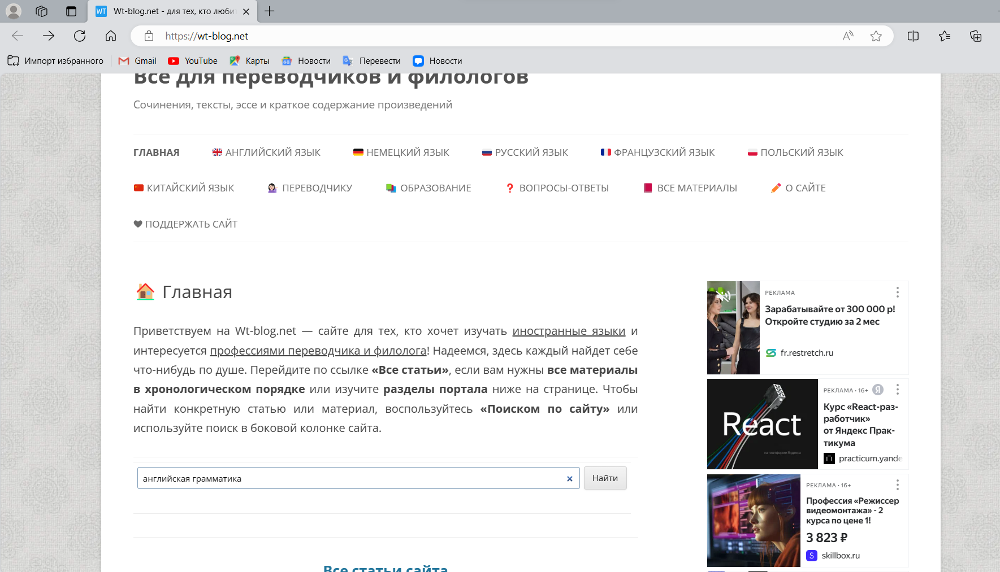 Wt-blog.net - для тех, кто люби
https://wt-blog.net
Импорт избранного
Gmail
YouTube
Карты
Новости
Перевести
Новости
Все для переводчиков и филологов
Сочинения, тексты, эссе и краткое содержание произведений
ГЛАВНАЯ
АНГЛИЙСКИЙ ЯЗЫК
НЕМЕЦКИЙ ЯЗЫК
РУССКИЙ ЯЗЫК
ФРАНЦУЗСКИЙ ЯЗЫК
ПОЛЬСКИЙ ЯЗЫК
КИТАЙСКИЙ ЯЗЫК
ПЕРЕВОДЧИКУ
ОБРАЗОВАНИЕ
ВОПРОСЫ-ОТВЕТЫ
ВСЕ МАТЕРИАЛЫ
О САЙТЕ
ПОДДЕРЖАТЬ САЙТ
Главная
Приветствуем на Wt-blog.net — сайте для тех, кто хочет изучать иностранные языки и
интересуется профессиями переводчика и филолога! Надеемся, здесь каждый найдет себе
что-нибудь по душе. Перейдите по ссылке «Все статьи», если вам нужны все материалы
в хронологическом порядке или изучите разделы портала ниже на странице. Чтобы
найти конкретную статью или материал, воспользуйтесь «Поиском по сайту» или
используйте поиск в боковой колонке сайта.
английская грамматика
Найти
Все статьи сайта
РЕКЛАМА
Зарабатывайте от 300 000 р!
Откройте студию за 2 мес
fr.restretch.ru
React
на платформе Яндекса
РЕКЛАМА • 16+
Курс «React-раз-
работчик»
от Яндекс Прак-
тикума
practicum.yande
РЕКЛАМА • 16+
Профессия «Режиссер
видеомонтажа» - 2
курса по цене 1!
3 823 ₽
skillbox.ru